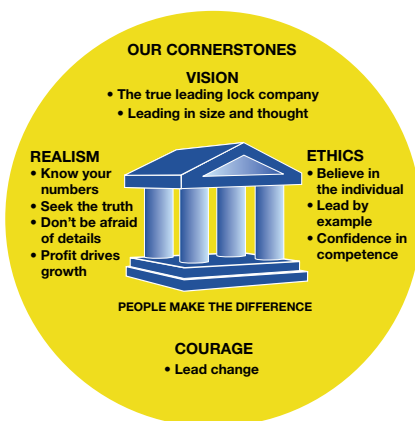 OUR CORNERSTONES
VISION
• The true leading lock company
• Leading in size and thought
REALISM
• Know your
numbers
• Seek the truth
• Don't be afraid
of details
• Profit drives
growth
ETHICS
• Believe in
the individual
• Lead by
example
• Confidence in
competence
PEOPLE MAKE THE DIFFERENCE
COURAGE
• Lead change